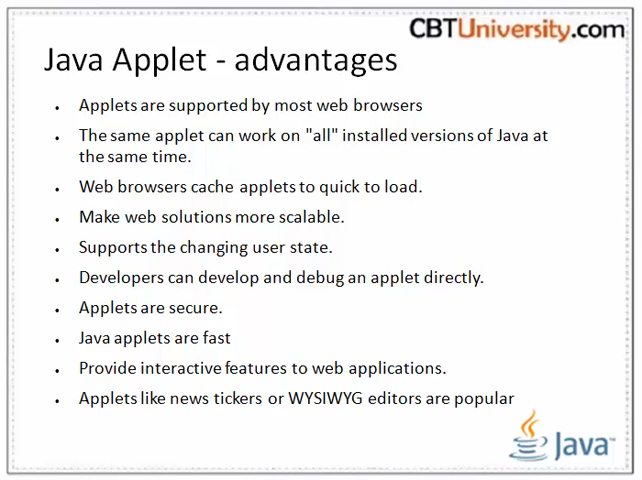 CBTUniversity.com
Java Applet - advantages
• Applets are supported by most web browsers
• The same applet can work on "all" installed versions of Java at
the same time.
• Web browsers cache applets to quick to load.
• Make web solutions more scalable.
• Supports the changing user state.
• Developers can develop and debug an applet directly.
• Applets are secure.
• Java applets are fast
• Provide interactive features to web applications.
• Applets like news tickers or WYSIWYG editors are popular
Java™